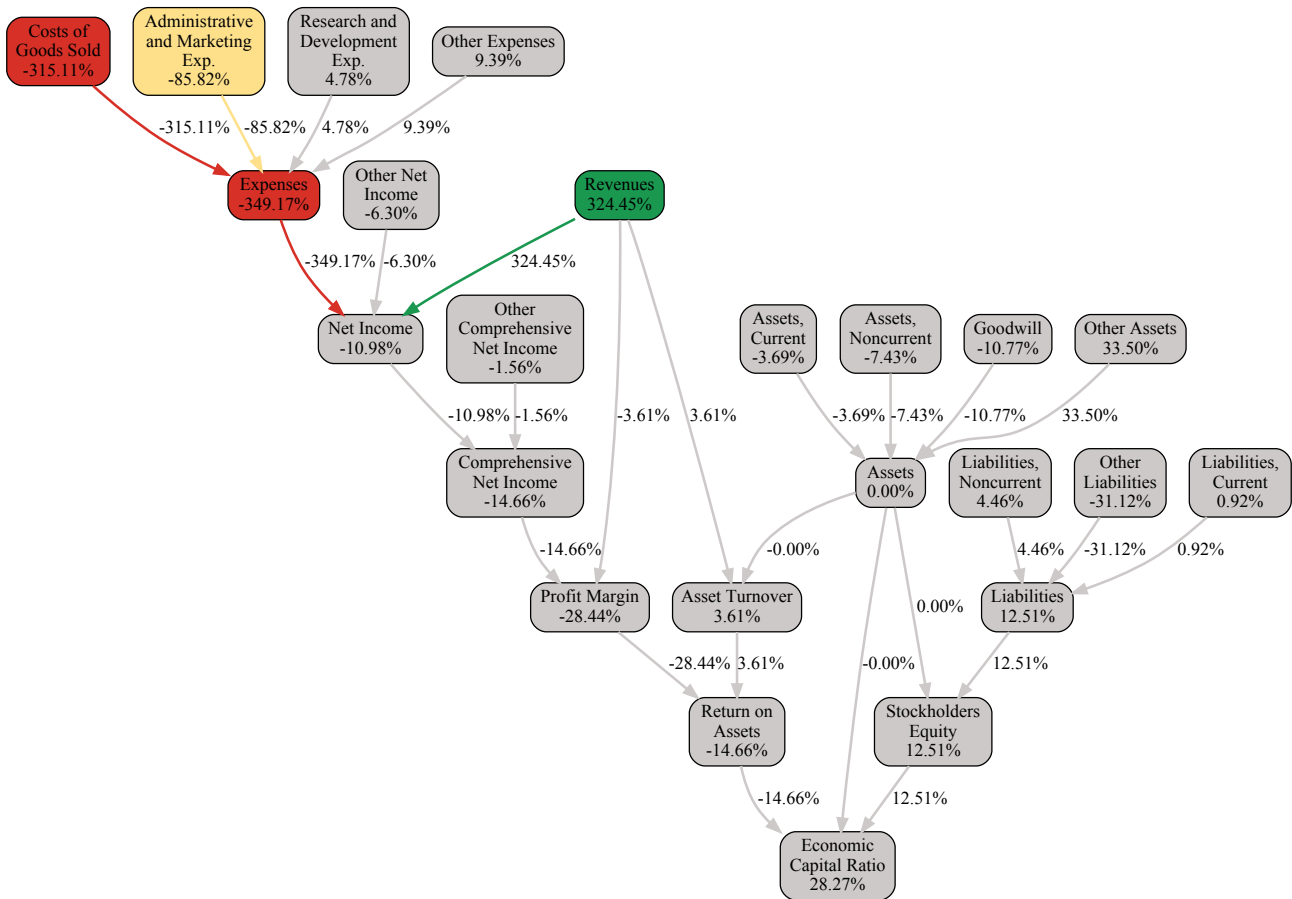 Costs of
Goods Sold
-315.11%
Administrative
and Marketing
Exp.
-85.82%
Research and
Development
Exp.
4.78%
Other Expenses
9.39%
-315.11%
-85.82%
4.78%
9.39%
Expenses
-349.17%
Other Net
Income
-6.30%
Revenues
324.45%
-349.17%
-6.30%
324.45%
Net Income
-10.98%
Other
Comprehensive
Net Income
-1.56%
Assets,
Current
-3.69%
Assets,
Noncurrent
-7.43%
Goodwill
-10.77%
Other Assets
33.50%
-10.98%
-1.56%
-3.61%
3.61%
-3.69%
-7.43%
-10.77%
33.50%
Comprehensive
Net Income
-14.66%
Assets
0.00%
Liabilities,
Noncurrent
4.46%
Other
Liabilities
-31.12%
Liabilities,
Current
0.92%
-14.66%
-0.00%
4.46%
-31.12%
0.92%
Profit Margin
-28.44%
Asset Turnover
3.61%
0.00%
Liabilities
12.51%
-28.44%
3.61%
-0.00%
12.51%
Return on
Assets
-14.66%
Stockholders
Equity
12.51%
-14.66%
12.51%
Economic
Capital Ratio
28.27%